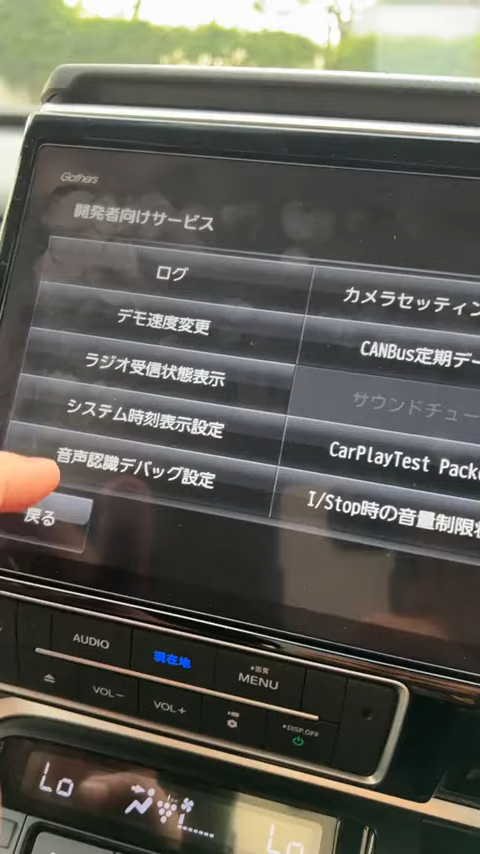 Gathers
開発者向けサービス
ログ
カメラセッティン
デモ速度変更
CANBus定期デー
ラジオ受信状態表示
サウンドチュー
システム時刻表示設定
CarPlayTest Pack
音声認識デバッグ設定
I/Stop時の音量制限
戻る
AUDIO
現在地
画質
MENU
VOL−
VOL+
DISP.OFF
Lo
Lo